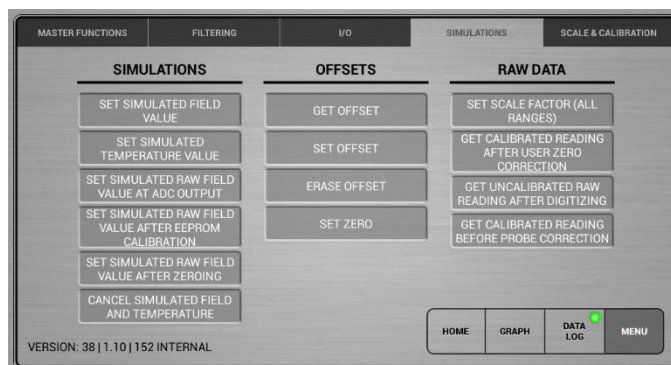 MASTER FUNCTIONS
FILTERING
I/O
SIMULATIONS
SCALE & CALIBRATION
SIMULATIONS
SET SIMULATED FIELD
VALUE
SET SIMULATED
TEMPERATURE VALUE
SET SIMULATED RAW FIELD
VALUE AT ADC OUTPUT
SET SIMULATED RAW FIELD
VALUE AFTER EEPROM
CALIBRATION
SET SIMULATED RAW FIELD
VALUE AFTER ZEROING
CANCEL SIMULATED FIELD
AND TEMPERATURE
OFFSETS
GET OFFSET
SET OFFSET
ERASE OFFSET
SET ZERO
RAW DATA
SET SCALE FACTOR (ALL
RANGES)
GET CALIBRATED READING
AFTER USER ZERO
CORRECTION
GET UNCALIBRATED RAW
READING AFTER DIGITIZING
GET CALIBRATED READING
BEFORE PROBE CORRECTION
VERSION: 38 | 1.10 | 152 INTERNAL
HOME
GRAPH
DATA
LOG
MENU